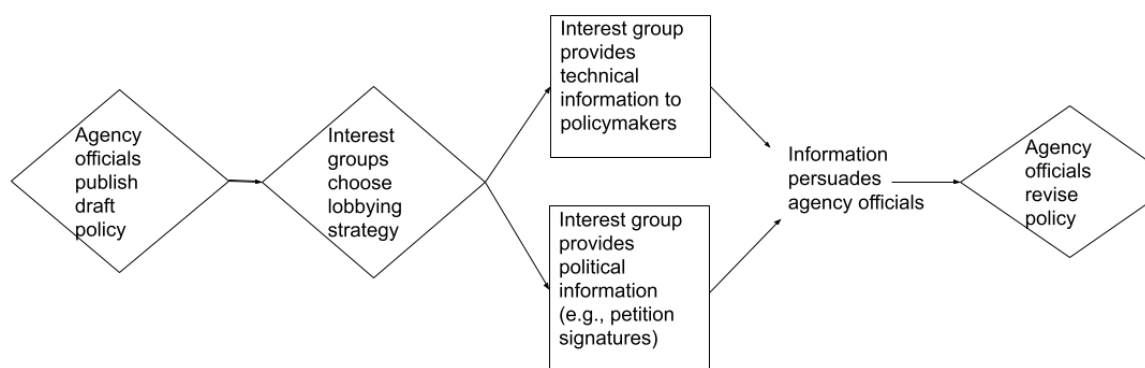 Agency
officials
publish
draft
policy
Interest
groups
choose
lobbying
strategy
Interest group
provides
technical
information to
policymakers
Interest group
provides
political
information
(e.g., petition
signatures)
Information
persuades
agency officials
Agency
officials
revise
policy